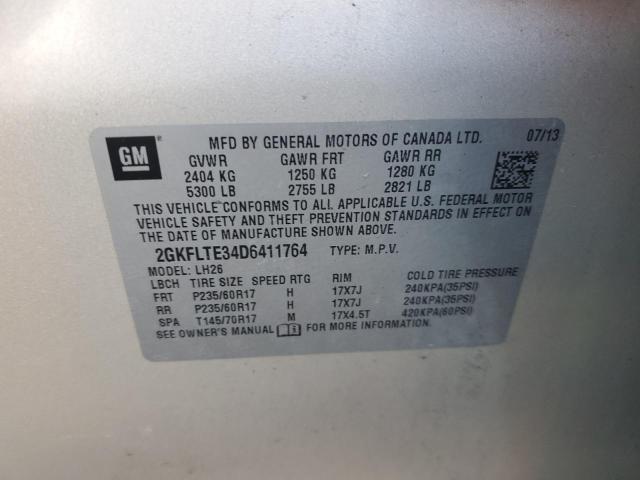 GM
MFD BY GENERAL MOTORS OF CANADA LTD. 07/13
GVWR GAWR FRT GAWR RR
2404 KG 1250 KG 1280 KG
5300 LB 2755 LB 2821 LB
THIS VEHICLE CONFORMS TO ALL APPLICABLE U.S. FEDERAL MOTOR
VEHICLE SAFETY AND THEFT PREVENTION STANDARDS IN EFFECT ON
THE DATE OF MANUFACTURE SHOWN ABOVE.
2GKFLTE34D6411764 TYPE: M.P.V.
MODEL: LH26
LBCH TIRE SIZE SPEED RTG RIM COLD TIRE PRESSURE
FRT P235/60R17 H 17X7J 240KPA(35PSI)
RR P235/60R17 H 17X7J 240KPA(35PSI)
SPA T145/70R17 M 17X4.5T 420KPA(60PSI)
SEE OWNER'S MANUAL FOR MORE INFORMATION.